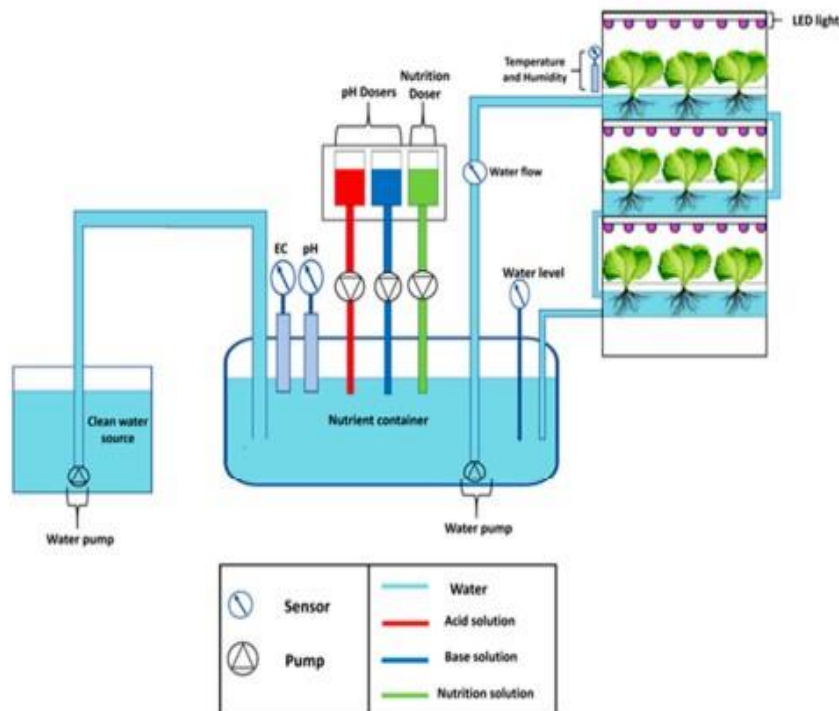 LED light
Temperature
and Humidity
Nutrition
Doser
pH Dosers
Water flow
EC
pH
Water level
Clean water
source
Nutrient container
Water pump
Water pump
Sensor
Pump
Water
Acid solution
Base solution
Nutrition solution